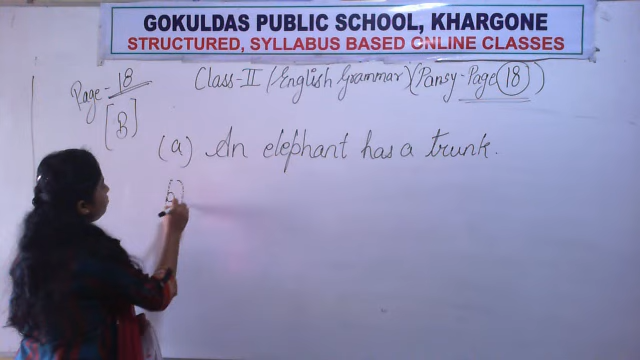 GOKULDAS PUBLIC SCHOOL, KHARGONE
STRUCTURED, SYLLABUS BASED ONLINE CLASSES
Page - 18
[B]
Class-II (English Grammar) (Pansy-Page 18)
(a) An elephant has a trunk.
(b)